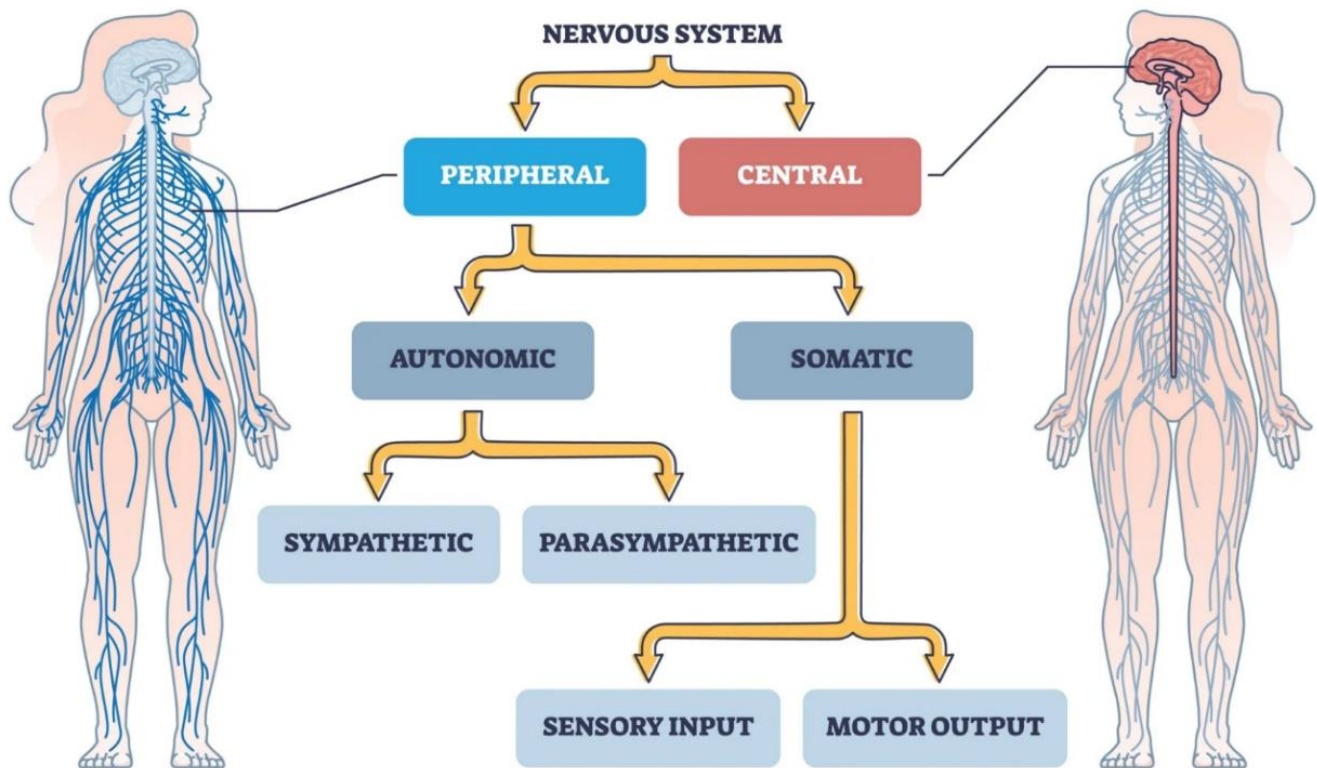 NERVOUS SYSTEM
PERIPHERAL
CENTRAL
AUTONOMIC
SOMATIC
SYMPATHETIC
PARASYMPATHETIC
SENSORY INPUT
MOTOR OUTPUT